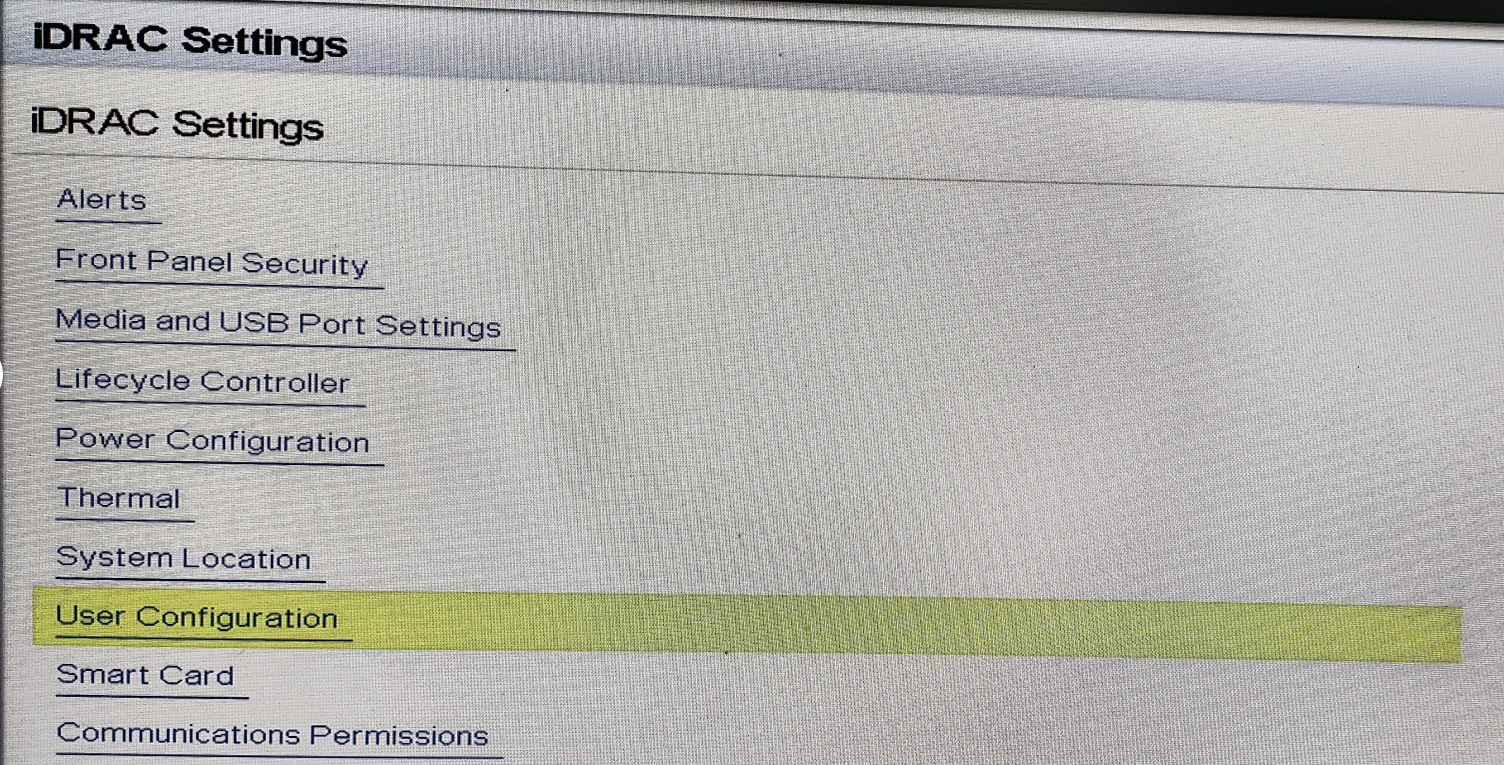 iDRAC Settings
iDRAC Settings
Alerts
Front Panel Security
Media and USB Port Settings
Lifecycle Controller
Power Configuration
Thermal
System Location
User Configuration
Smart Card
Communications Permissions